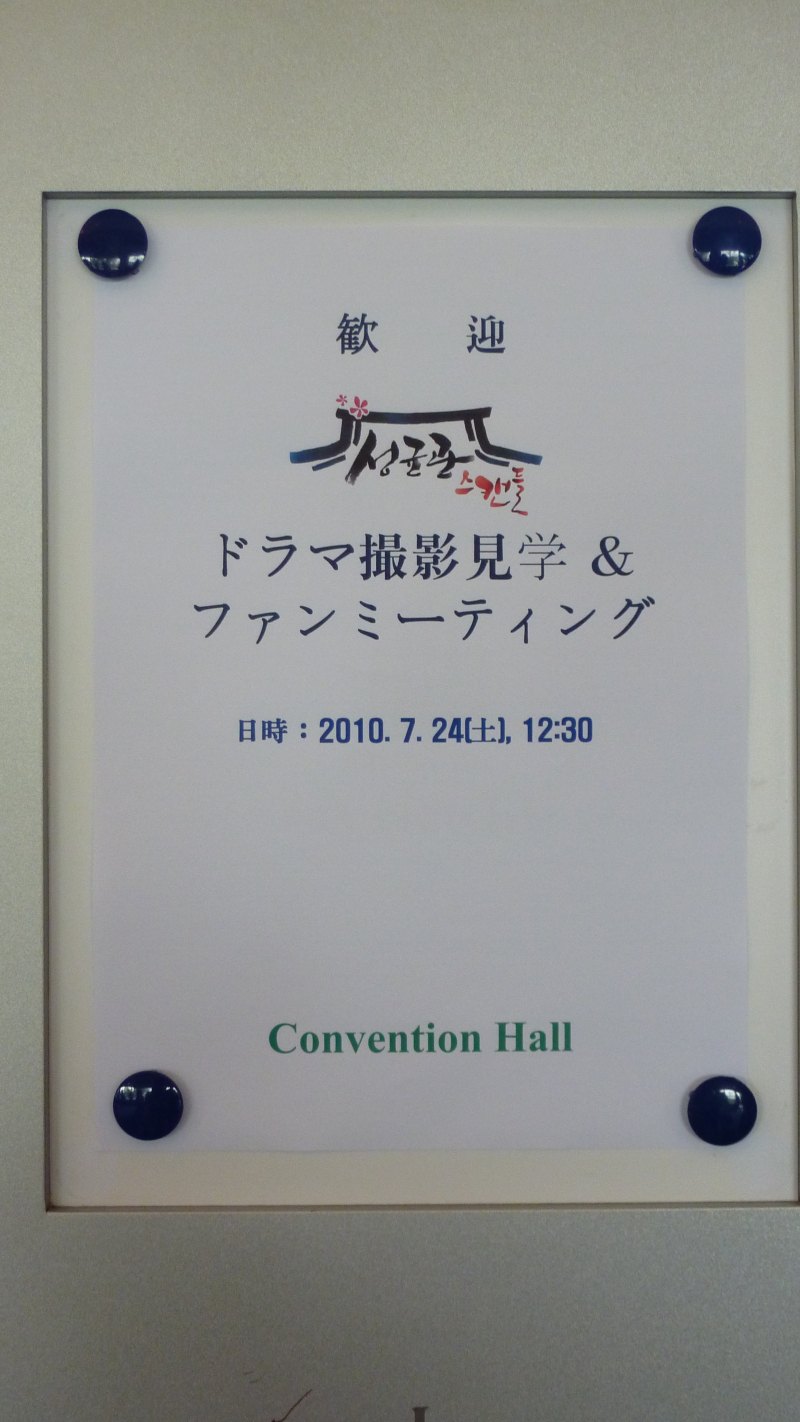 歓 迎
성균관
스캔들
ドラマ撮影見学 &
ファンミーティング
日時：2010. 7. 24(土), 12:30
Convention Hall